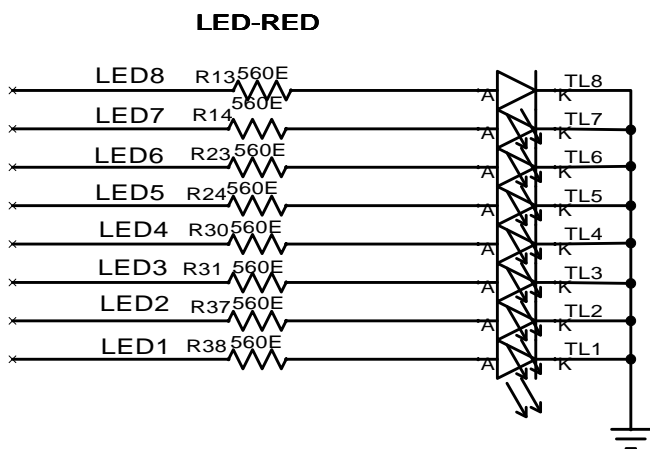 LED-RED
LED8 R13 560E A K TL8
LED7 R14 560E A K TL7
LED6 R23 560E A K TL6
LED5 R24 560E A K TL5
LED4 R30 560E A K TL4
LED3 R31 560E A K TL3
LED2 R37 560E A K TL2
LED1 R38 560E A K TL1